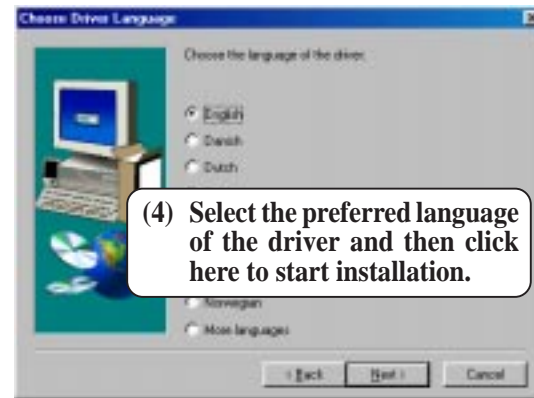 Choose Driver Language
Choose the language of the driver.
English
Danish
Dutch
(4) Select the preferred language
of the driver and then click
here to start installation.
Norwegian
More languages
< Back Next > Cancel